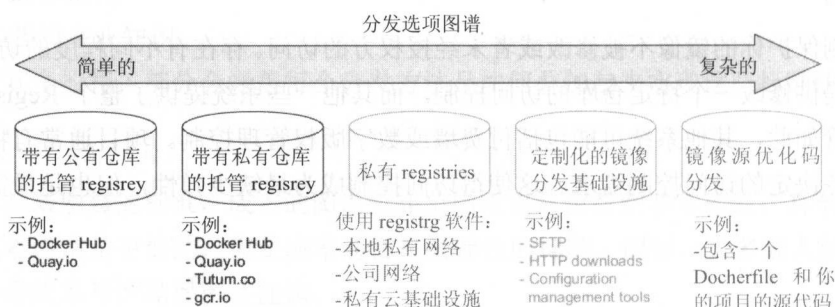 分发选项图谱
简单的
复杂的
带有公有仓库
的托管 regisrey
带有私有仓库
的托管 regisrey
私有 registries
定制化的镜像
分发基础设施
镜像源优化码
分发
示例：
- Docker Hub
- Quay.io
示例：
- Docker Hub
- Quay.io
- Tutum.co
- gcr.io
使用 registrg 软件：
-本地私有网络
-公司网络
-私有云基础设施
示例：
- SFTP
- HTTP downloads
- Configuration
management tools
示例：
-包含一个
Docherfile 和你
的项目的源代码